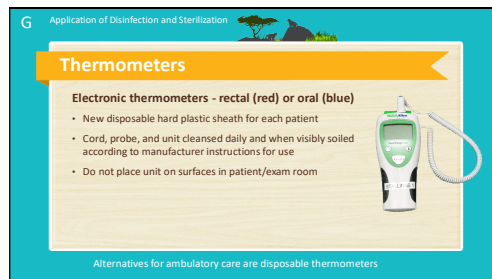 G
Application of Disinfection and Sterilization
Thermometers
Electronic thermometers - rectal (red) or oral (blue)
• New disposable hard plastic sheath for each patient
• Cord, probe, and unit cleansed daily and when visibly soiled
according to manufacturer instructions for use
• Do not place unit on surfaces in patient/exam room
Alternatives for ambulatory care are disposable thermometers